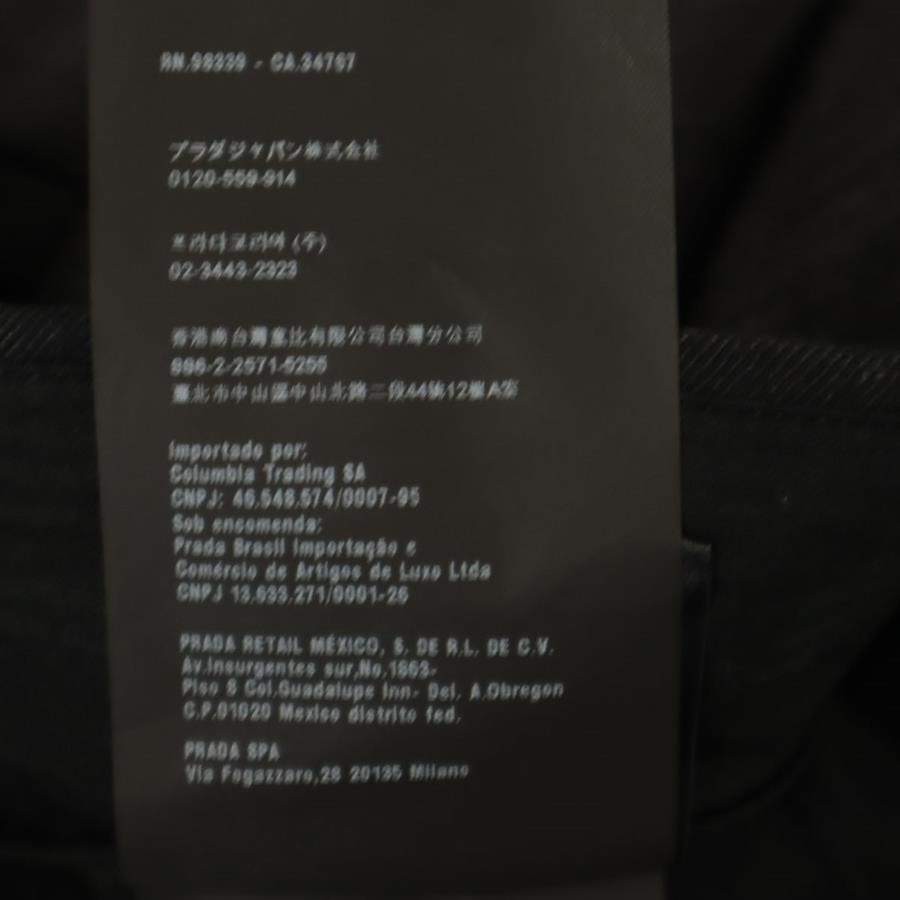 RN.98339 - CA.34757
プラダジャパン株式会社
0120-559-914
프라다코리아 (주)
02-3443-2323
香港商台灣意比有限公司台灣分公司
886-2-2571-5255
臺北市中山區中山北路二段44號12樓A室
Importado por:
Columbia Trading SA
CNPJ: 46.548.574/0007-95
Sob encomenda:
Prada Brasil Importação e
Comércio de Artigos de Luxo Ltda
CNPJ 13.633.271/0001-26
PRADA RETAIL MÉXICO, S. DE R.L. DE C.V.
Av.Insurgentes sur,No.1863-
Piso 8 Col.Guadalupe Inn- Del. A.Obregon
C.P.01020 Mexico distrito fed.
PRADA SPA
Via Fogazzaro,28 20135 Milano